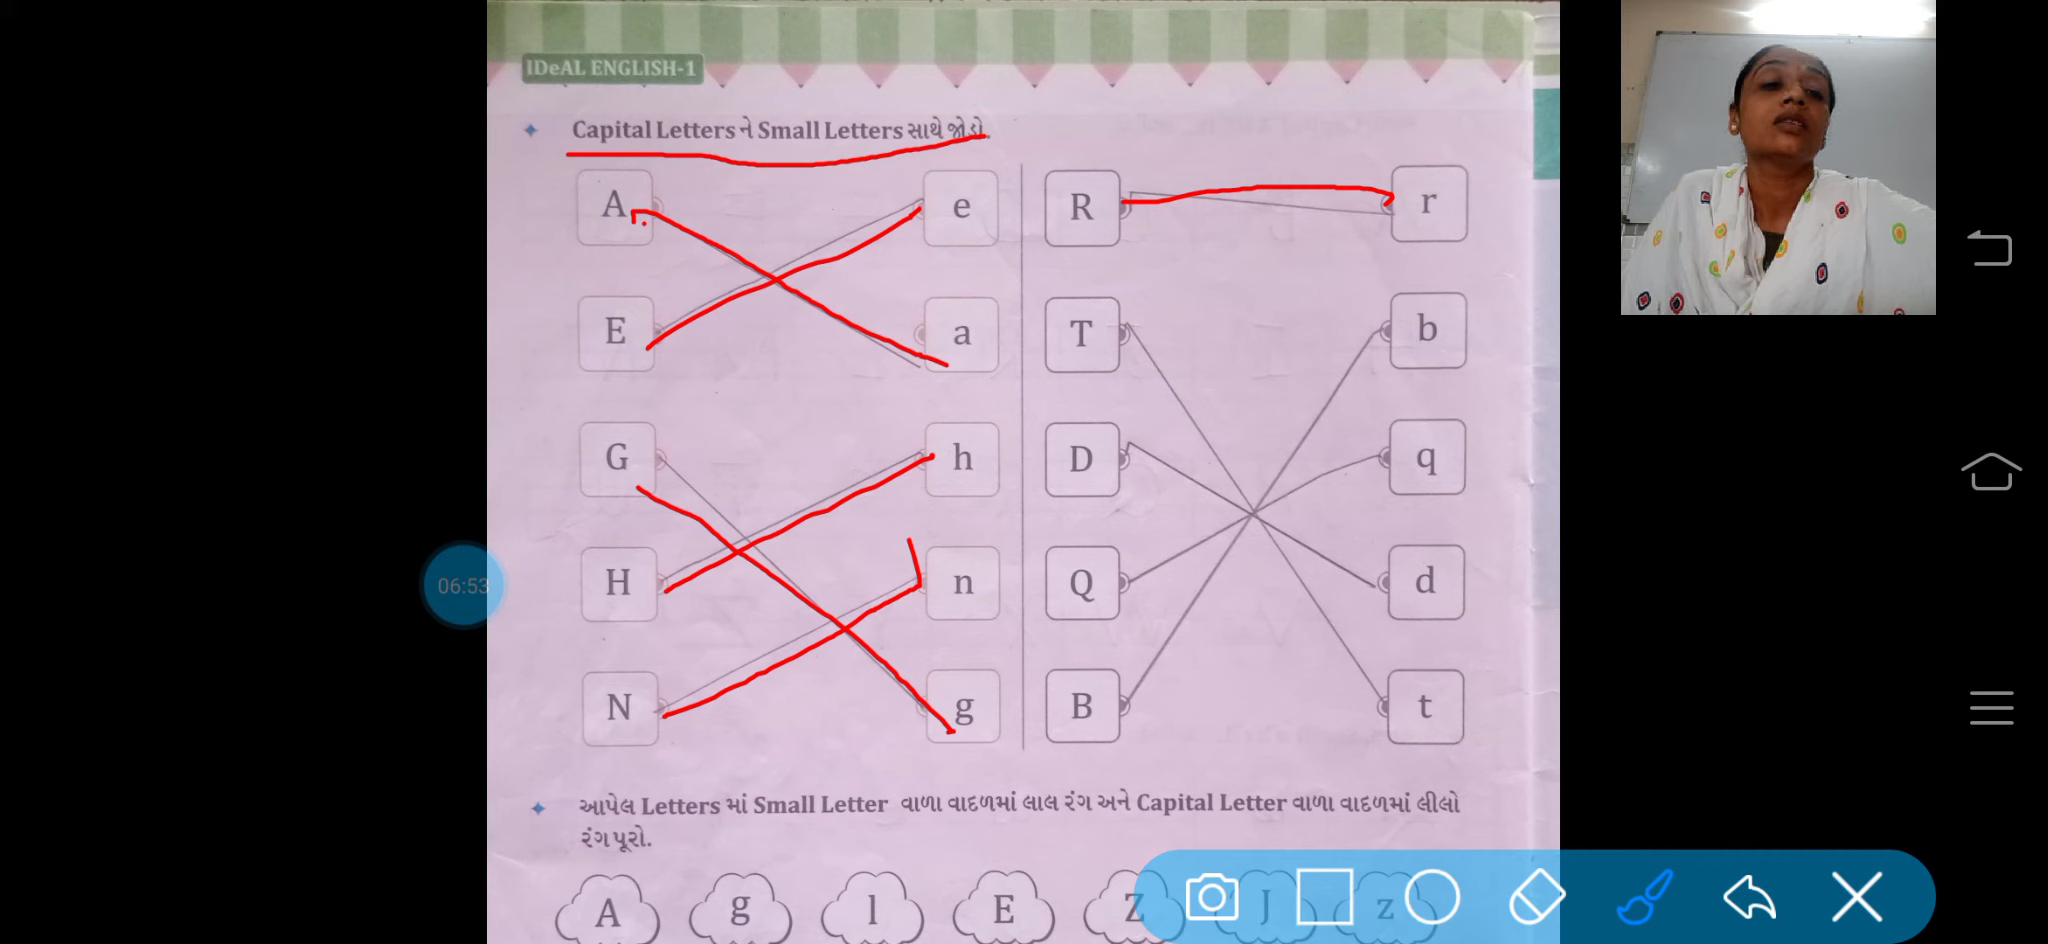 IDeAL ENGLISH-1
Capital Letters ને Small Letters સાથે જોડો.
A e R r
E a T b
G h D q
H n Q d
N g B t
આપેલ Letters માં Small Letter વાળા વાદળમાં લાલ રંગ અને Capital Letter વાળા વાદળમાં લીલો
રંગ પૂરો.
A g l E Z J z
06:53